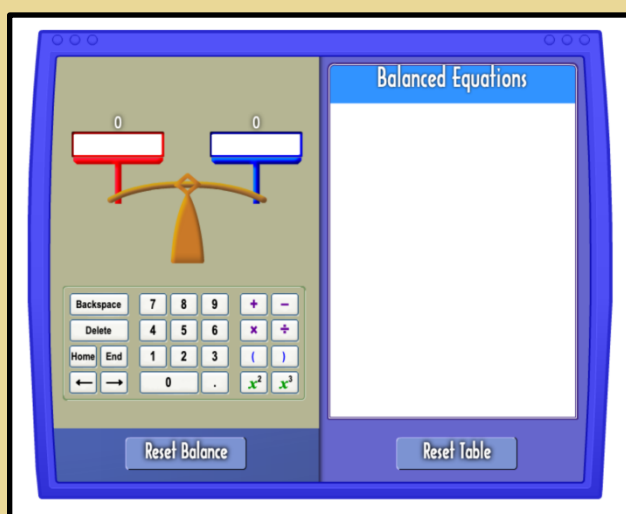 Balanced Equations
0 0
Backspace 7 8 9 + −
Delete 4 5 6 × ÷
Home End 1 2 3 ( )
← → 0 . x² x³
Reset Balance Reset Table